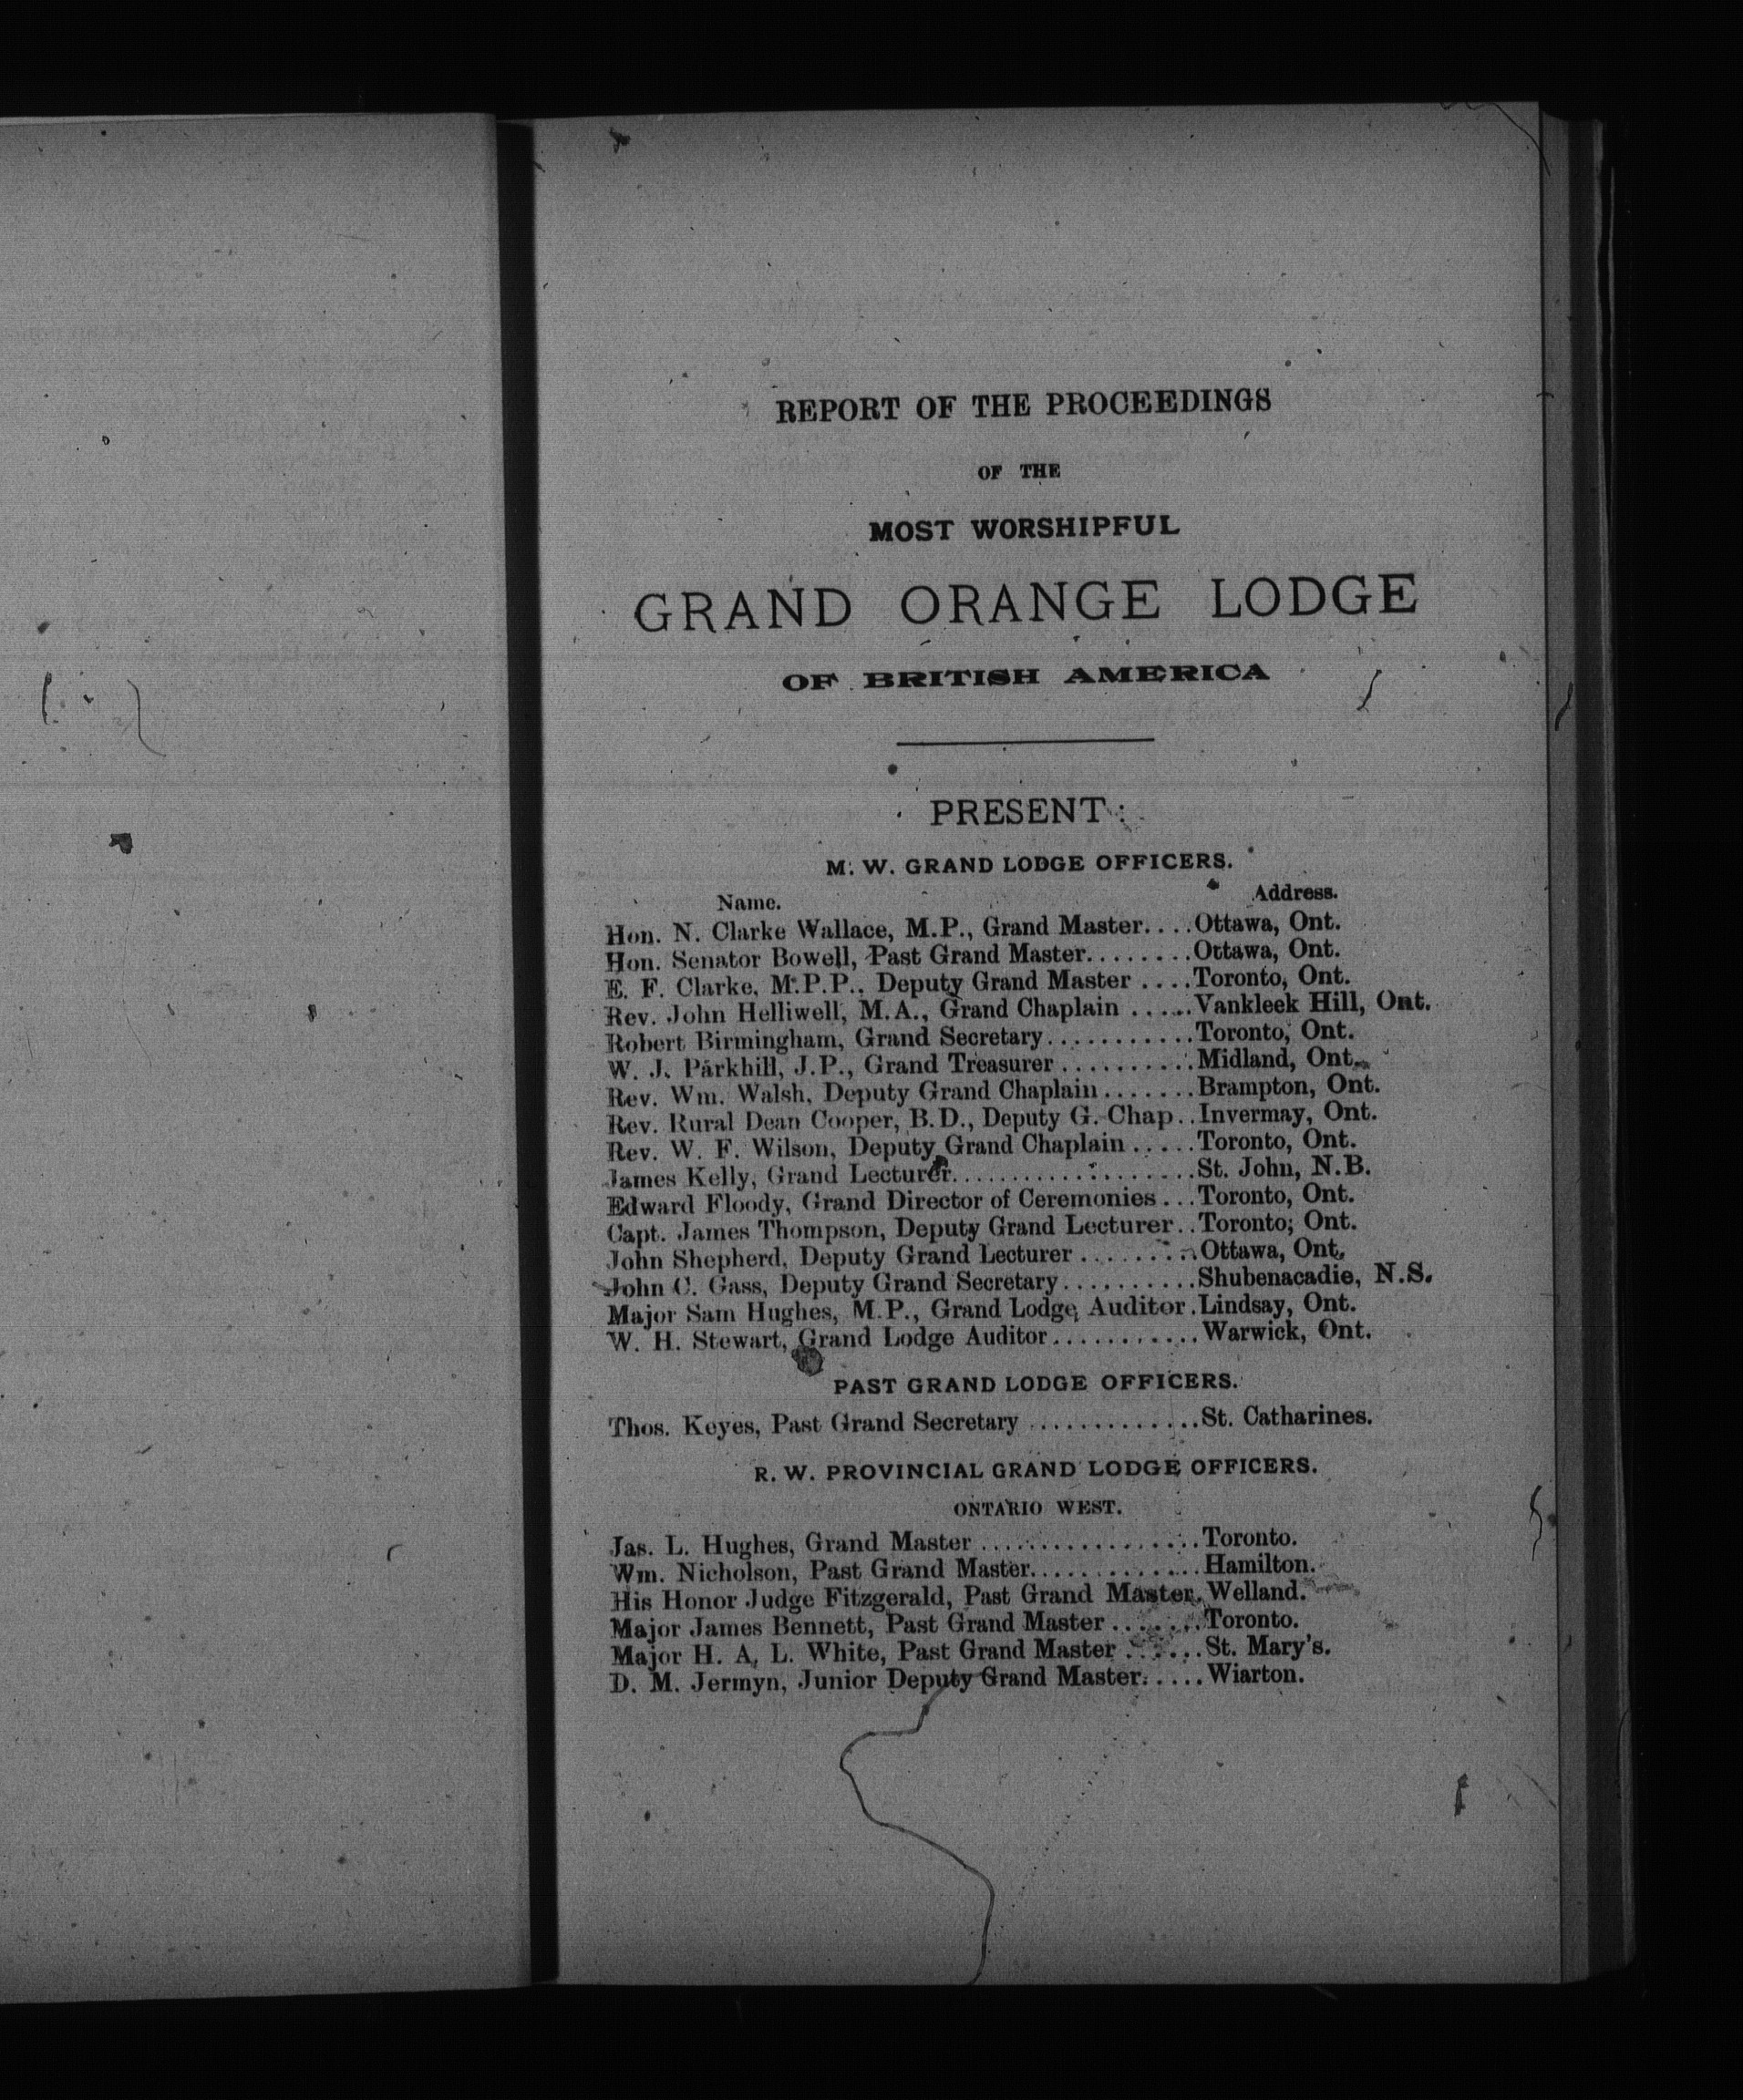 REPORT OF THE PROCEEDINGS
OF THE
MOST WORSHIPFUL
GRAND ORANGE LODGE
OF BRITISH AMERICA
PRESENT:
M. W. GRAND LODGE OFFICERS.
Name. Address.
Hon. N. Clarke Wallace, M.P., Grand Master....Ottawa, Ont.
Hon. Senator Bowell, Past Grand Master........Ottawa, Ont.
E. F. Clarke, M.P.P., Deputy Grand Master ....Toronto, Ont.
Rev. John Helliwell, M.A., Grand Chaplain .....Vankleek Hill, Ont.
Robert Birmingham, Grand Secretary...........Toronto, Ont.
W. J. Parkhill, J.P., Grand Treasurer ..........Midland, Ont.
Rev. Wm. Walsh, Deputy Grand Chaplain.......Brampton, Ont.
Rev. Rural Dean Cooper, B.D., Deputy G. Chap..Invermay, Ont.
Rev. W. F. Wilson, Deputy Grand Chaplain.....Toronto, Ont.
James Kelly, Grand Lecturer...................St. John, N.B.
Edward Floody, Grand Director of Ceremonies...Toronto, Ont.
Capt. James Thompson, Deputy Grand Lecturer..Toronto, Ont.
John Shepherd, Deputy Grand Lecturer.........Ottawa, Ont.
John C. Gass, Deputy Grand Secretary..........Shubenacadie, N.S.
Major Sam Hughes, M.P., Grand Lodge Auditor.Lindsay, Ont.
W. H. Stewart, Grand Lodge Auditor...........Warwick, Ont.
PAST GRAND LODGE OFFICERS.
Thos. Keyes, Past Grand Secretary .............St. Catharines.
R. W. PROVINCIAL GRAND LODGE OFFICERS.
ONTARIO WEST.
Jas. L. Hughes, Grand Master .................Toronto.
Wm. Nicholson, Past Grand Master.............Hamilton.
His Honor Judge Fitzgerald, Past Grand Master.Welland.
Major James Bennett, Past Grand Master.......Toronto.
Major H. A. L. White, Past Grand Master ......St. Mary's.
D. M. Jermyn, Junior Deputy Grand Master.....Wiarton.